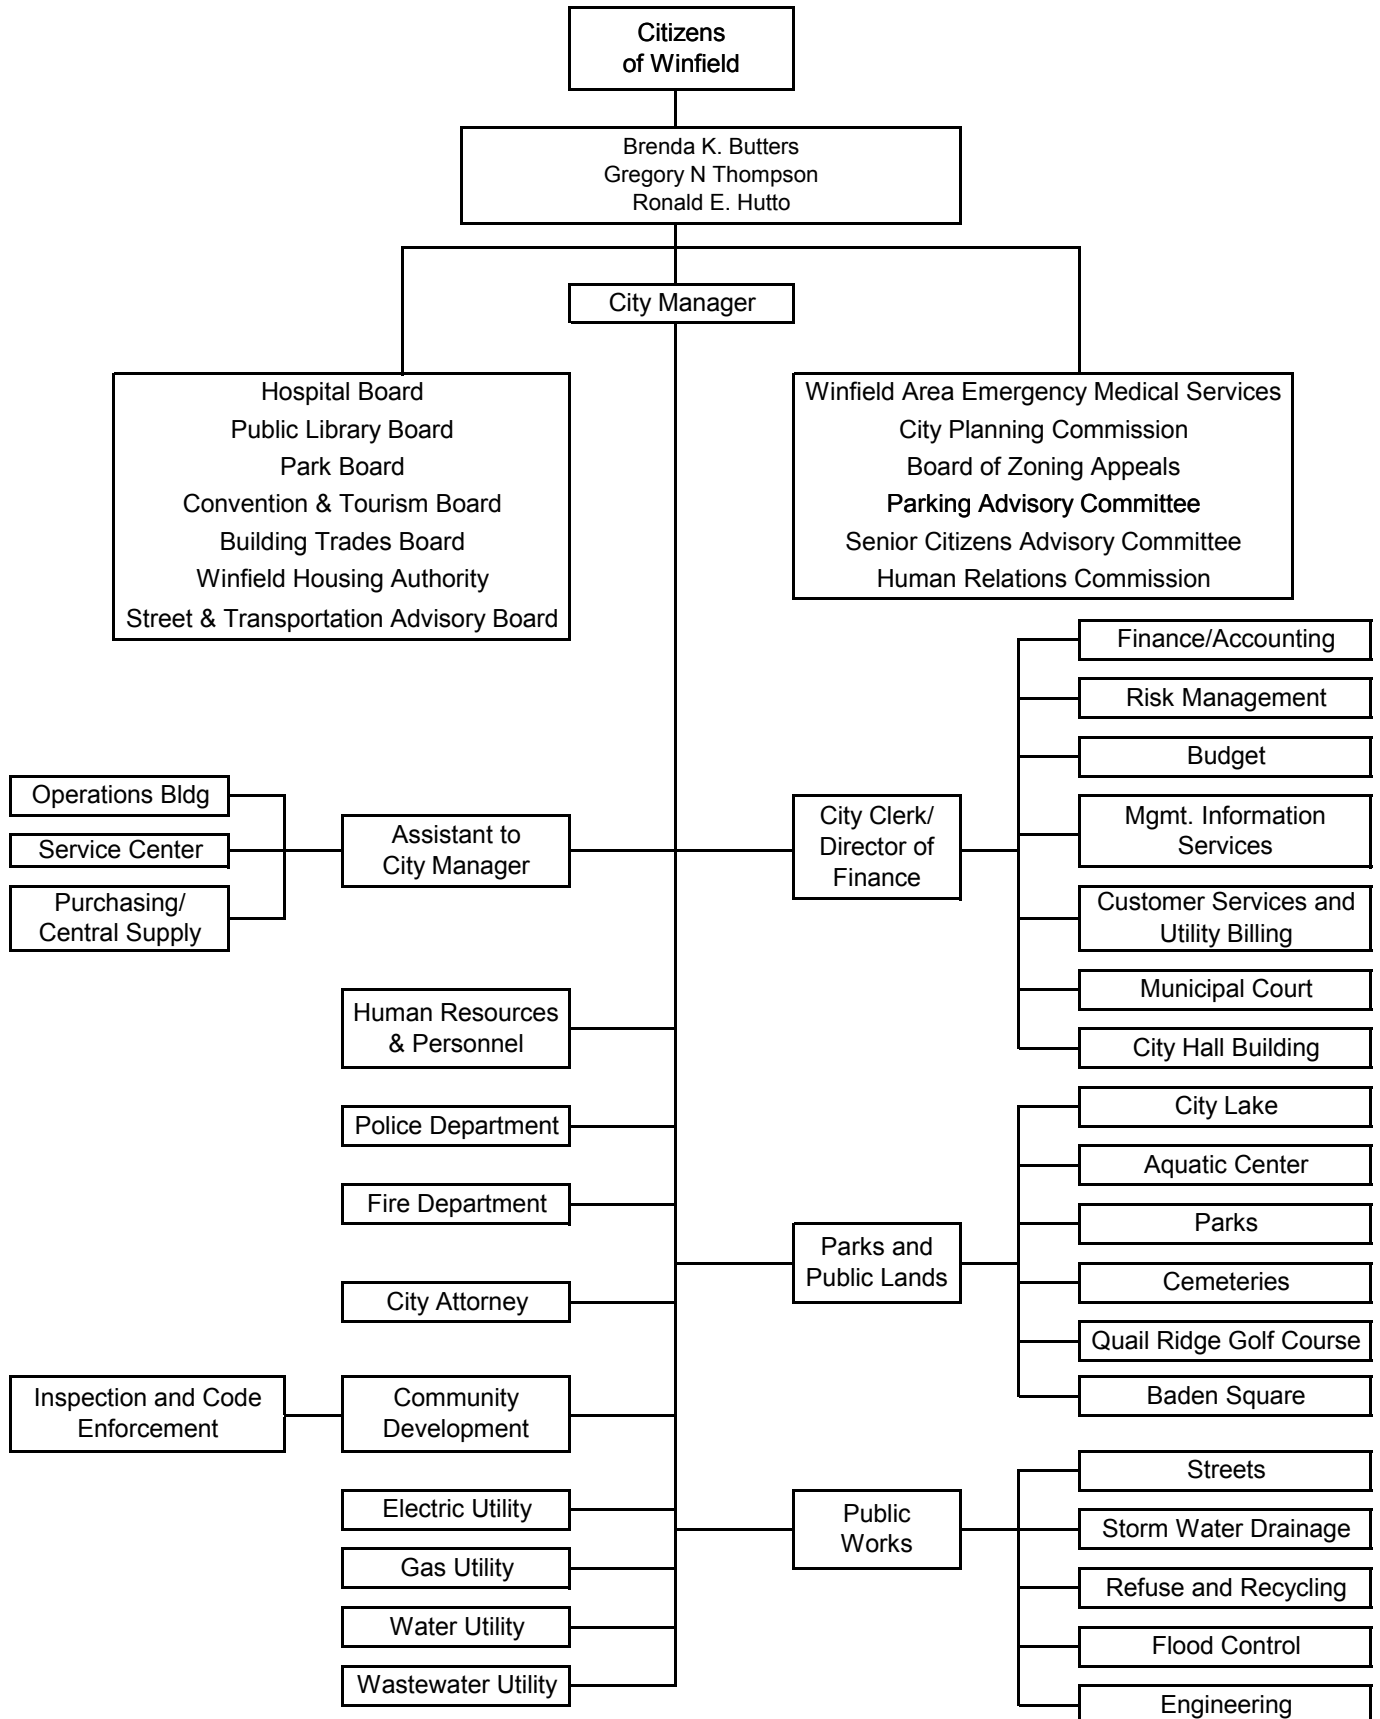 Citizens
of Winfield
Brenda K. Butters
Gregory N Thompson
Ronald E. Hutto
City Manager
Hospital Board
Public Library Board
Park Board
Convention & Tourism Board
Building Trades Board
Winfield Housing Authority
Street & Transportation Advisory Board
Winfield Area Emergency Medical Services
City Planning Commission
Board of Zoning Appeals
Parking Advisory Committee
Senior Citizens Advisory Committee
Human Relations Commission
Operations Bldg
Service Center
Purchasing/
Central Supply
Assistant to
City Manager
Human Resources
& Personnel
Police Department
Fire Department
City Attorney
Inspection and Code
Enforcement
Community
Development
Electric Utility
Gas Utility
Water Utility
Wastewater Utility
City Clerk/
Director of
Finance
Finance/Accounting
Risk Management
Budget
Mgmt. Information
Services
Customer Services and
Utility Billing
Municipal Court
City Hall Building
Parks and
Public Lands
City Lake
Aquatic Center
Parks
Cemeteries
Quail Ridge Golf Course
Baden Square
Public
Works
Streets
Storm Water Drainage
Refuse and Recycling
Flood Control
Engineering